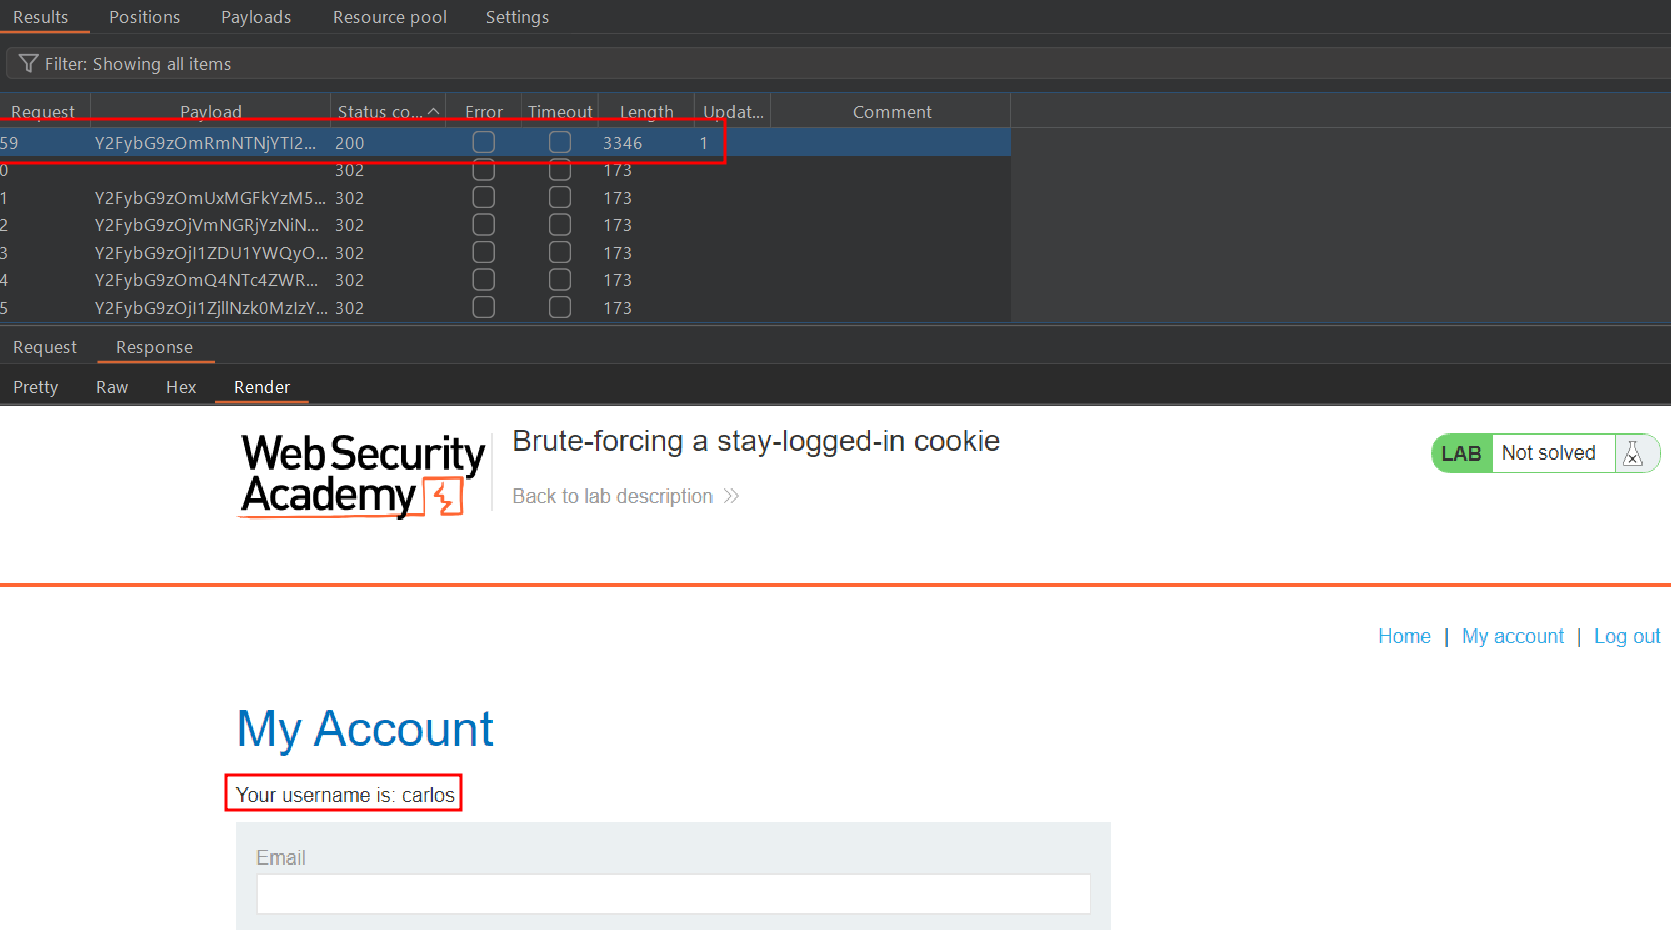 Results Positions Payloads Resource pool Settings
Filter: Showing all items
Request Payload Status co... Error Timeout Length Updat... Comment
59 Y2FybG9zOmRmNTNjYTI2... 200 3346 1
0 302 173
1 Y2FybG9zOmUxMGFkYzM5... 302 173
2 Y2FybG9zOjVmNGRjYzNiN... 302 173
3 Y2FybG9zOjI1ZDU1YWQyO... 302 173
4 Y2FybG9zOmQ4NTc4ZWR... 302 173
5 Y2FybG9zOjI1ZjllNzk0MzIzY... 302 173
Request Response
Pretty Raw Hex Render
WebSecurity
Academy
Brute-forcing a stay-logged-in cookie
Back to lab description
LAB Not solved
Home | My account | Log out
My Account
Your username is: carlos
Email